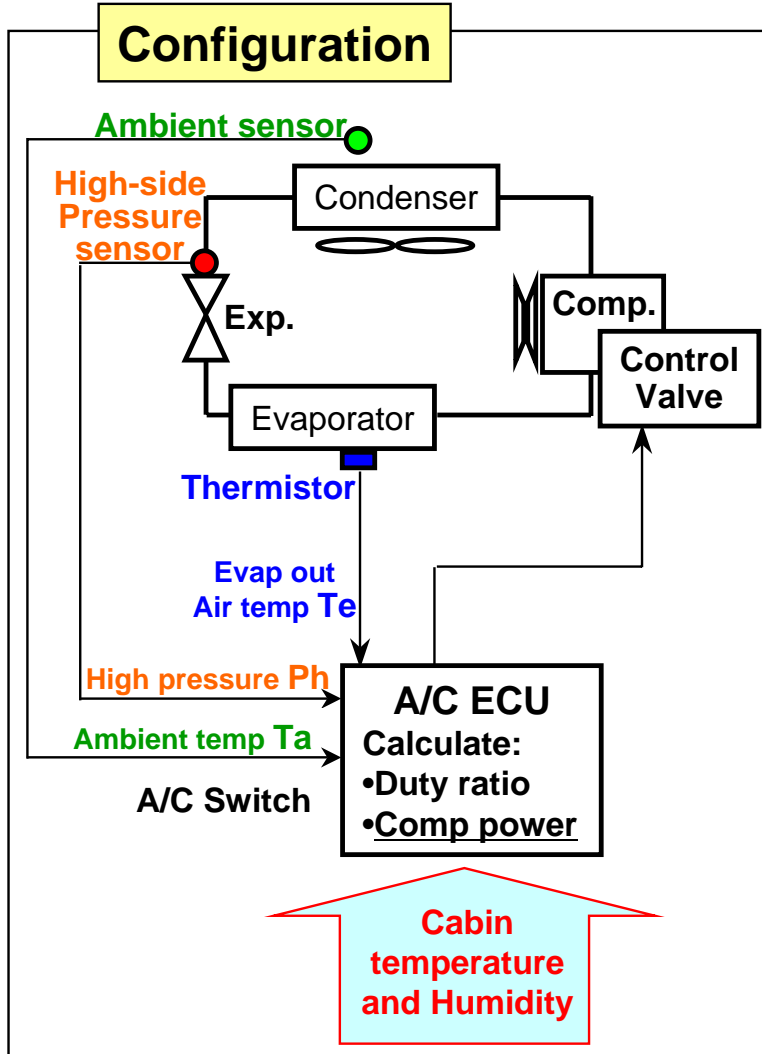 Configuration
Ambient sensor
High-side
Pressure
sensor
Condenser
Exp.
Comp.
Control
Valve
Evaporator
Thermistor
Evap out
Air temp Te
High pressure Ph
Ambient temp Ta
A/C Switch
A/C ECU
Calculate:
•Duty ratio
•Comp power
Cabin
temperature
and Humidity